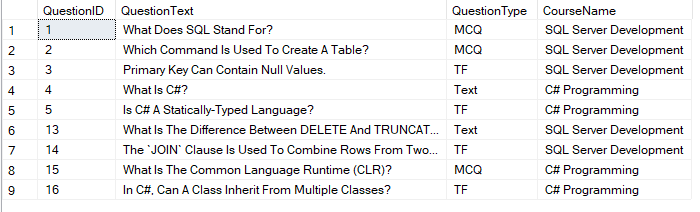 QuestionID QuestionText QuestionType CourseName
1 1 What Does SQL Stand For? MCQ SQL Server Development
2 2 Which Command Is Used To Create A Table? MCQ SQL Server Development
3 3 Primary Key Can Contain Null Values. TF SQL Server Development
4 4 What Is C#? Text C# Programming
5 5 Is C# A Statically-Typed Language? TF C# Programming
6 13 What Is The Difference Between DELETE And TRUNCAT... Text SQL Server Development
7 14 The `JOIN` Clause Is Used To Combine Rows From Two... TF SQL Server Development
8 15 What Is The Common Language Runtime (CLR)? MCQ C# Programming
9 16 In C#, Can A Class Inherit From Multiple Classes? TF C# Programming